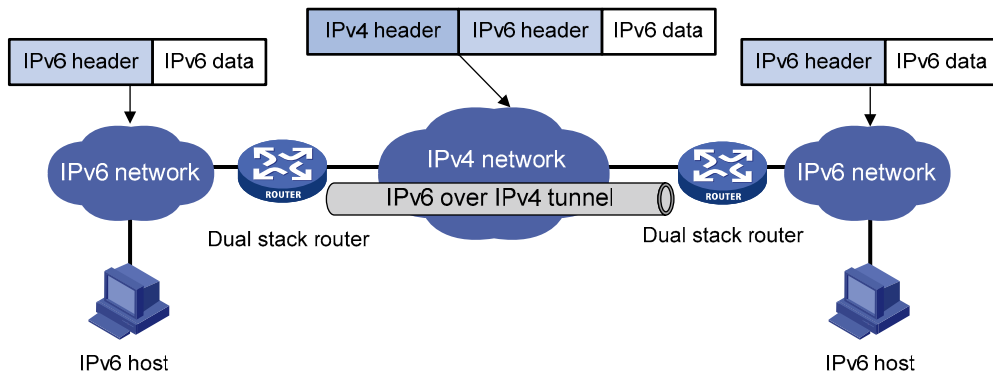 IPv4 header IPv6 header IPv6 data
IPv6 header IPv6 data
IPv6 header IPv6 data
IPv6 network
ROUTER
IPv4 network
ROUTER
IPv6 network
IPv6 over IPv4 tunnel
Dual stack router
Dual stack router
IPv6 host
IPv6 host